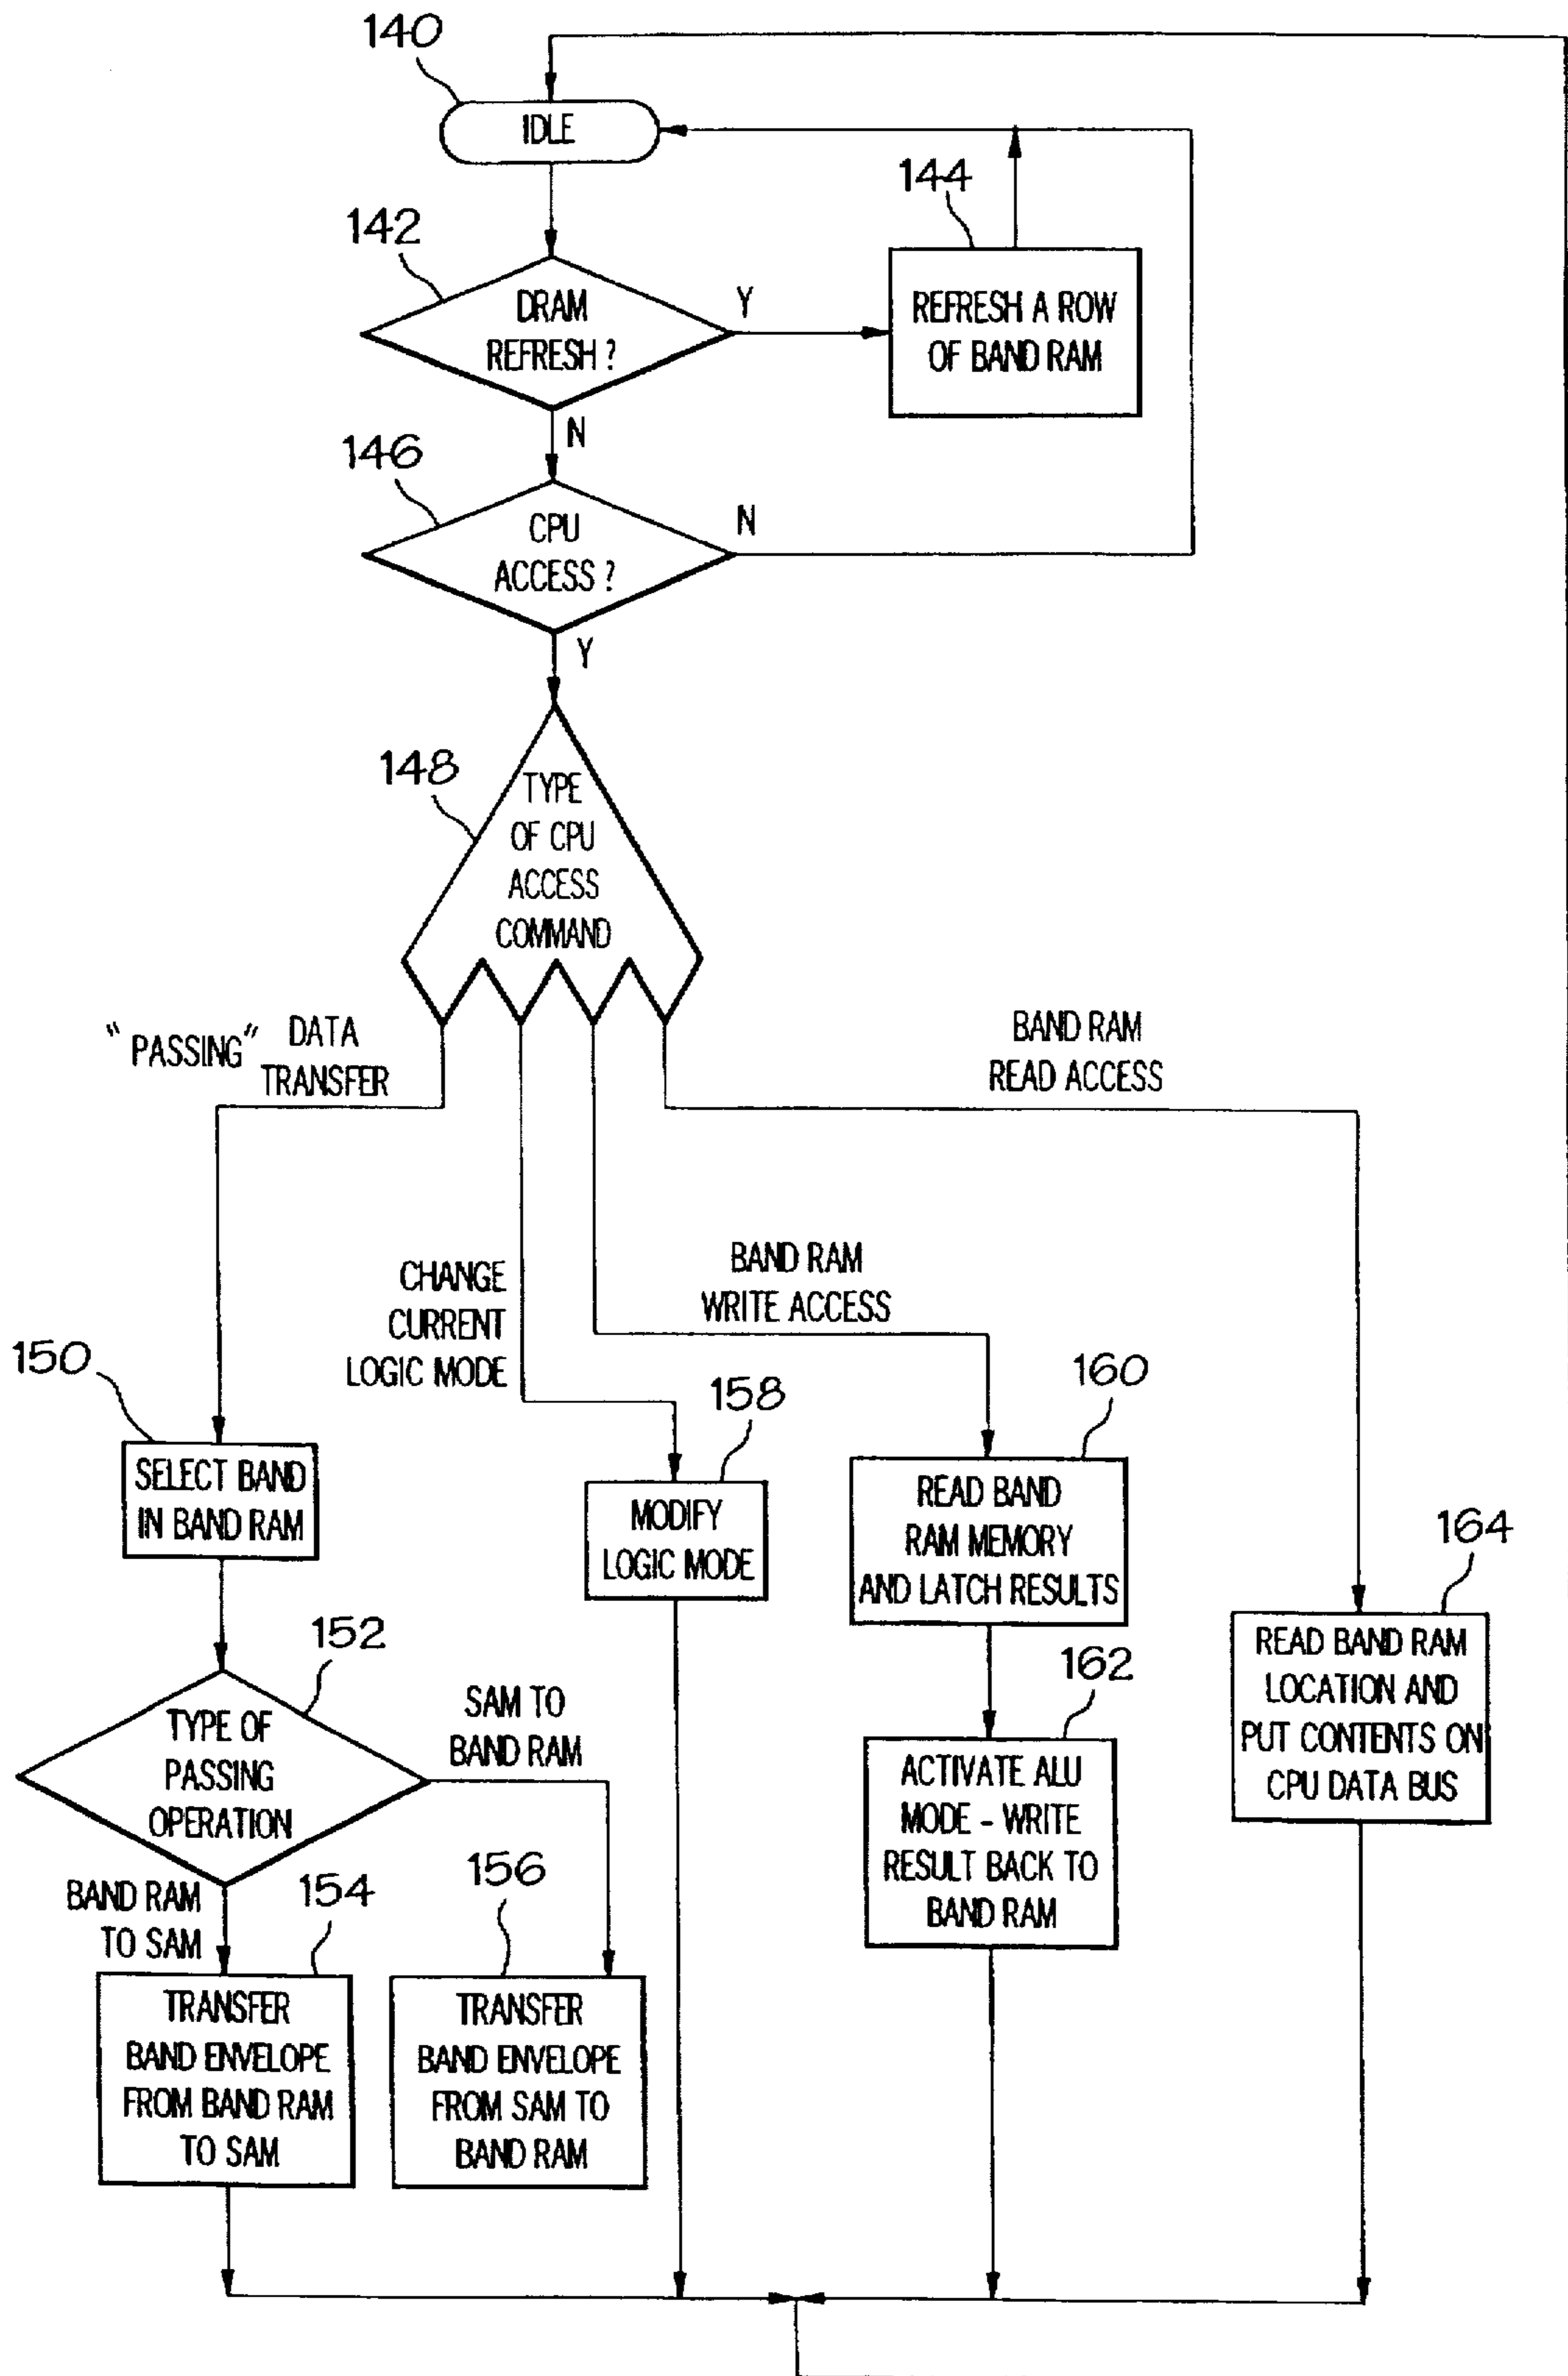 140
IDLE
144
142
DRAM
REFRESH ?
Y
REFRESH A ROW
OF BAND RAM
N
146
CPU
ACCESS ?
N
Y
148
TYPE
OF CPU
ACCESS
COMMAND
"PASSING" DATA
TRANSFER
BAND RAM
READ ACCESS
CHANGE
CURRENT
LOGIC MODE
BAND RAM
WRITE ACCESS
150
SELECT BAND
IN BAND RAM
158
MODIFY
LOGIC MODE
160
READ BAND
RAM MEMORY
AND LATCH RESULTS
164
READ BAND RAM
LOCATION AND
PUT CONTENTS ON
CPU DATA BUS
152
TYPE OF
PASSING
OPERATION
SAM TO
BAND RAM
162
ACTIVATE ALU
MODE - WRITE
RESULT BACK TO
BAND RAM
BAND RAM
TO SAM
154
TRANSFER
BAND ENVELOPE
FROM BAND RAM
TO SAM
156
TRANSFER
BAND ENVELOPE
FROM SAM TO
BAND RAM